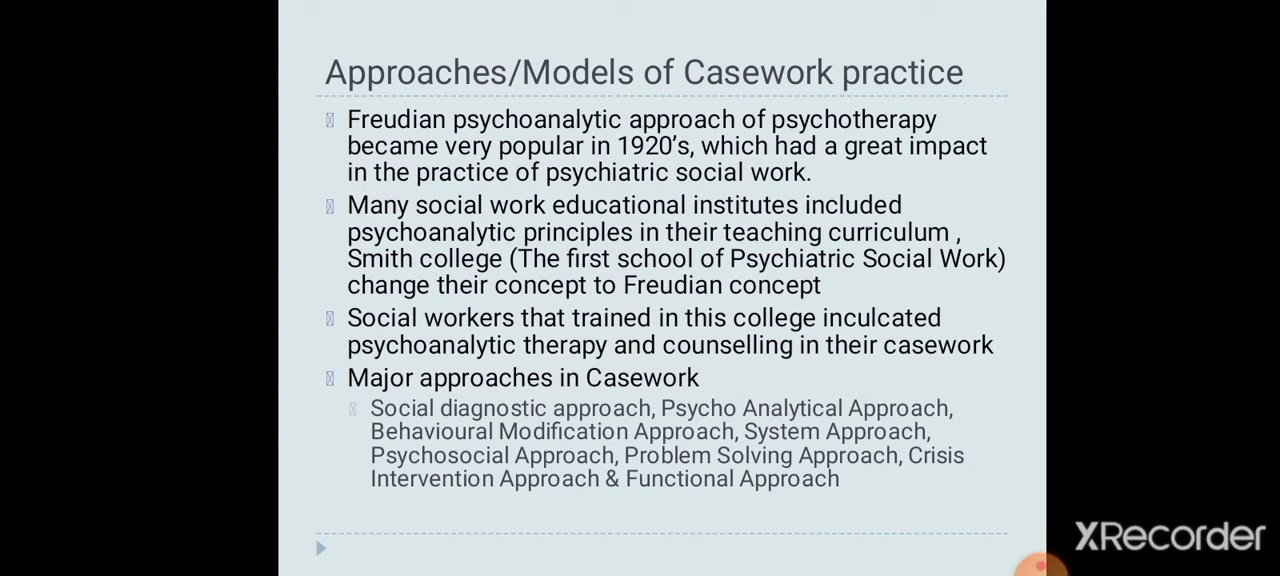 Approaches/Models of Casework practice
Freudian psychoanalytic approach of psychotherapy
became very popular in 1920’s, which had a great impact
in the practice of psychiatric social work.
Many social work educational institutes included
psychoanalytic principles in their teaching curriculum ,
Smith college (The first school of Psychiatric Social Work)
change their concept to Freudian concept
Social workers that trained in this college inculcated
psychoanalytic therapy and counselling in their casework
Major approaches in Casework
Social diagnostic approach, Psycho Analytical Approach,
Behavioural Modification Approach, System Approach,
Psychosocial Approach, Problem Solving Approach, Crisis
Intervention Approach & Functional Approach
XRecorder